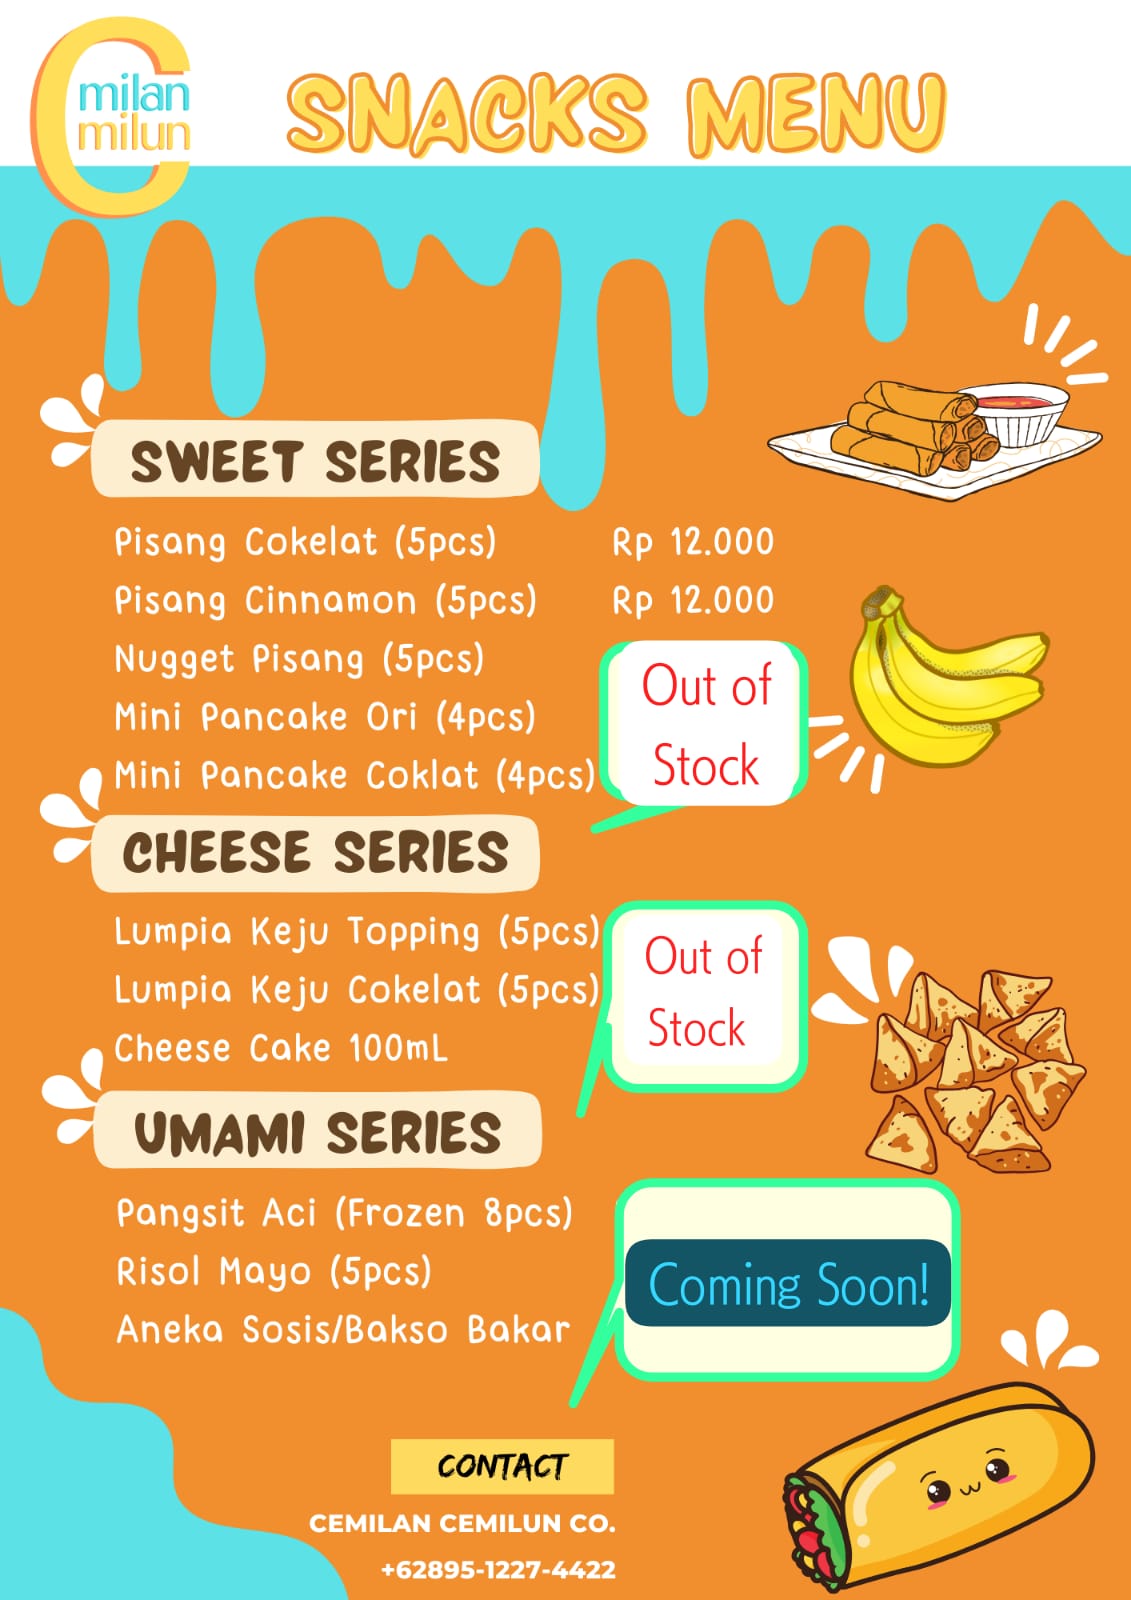 Cmilan
milun
SNACKS MENU
SWEET SERIES
Pisang Cokelat (5pcs) Rp 12.000
Pisang Cinnamon (5pcs) Rp 12.000
Nugget Pisang (5pcs)
Mini Pancake Ori (4pcs)
Mini Pancake Coklat (4pcs)
Out of
Stock
CHEESE SERIES
Lumpia Keju Topping (5pcs)
Lumpia Keju Cokelat (5pcs)
Cheese Cake 100mL
Out of
Stock
UMAMI SERIES
Pangsit Aci (Frozen 8pcs)
Risol Mayo (5pcs)
Aneka Sosis/Bakso Bakar
Coming Soon!
CONTACT
CEMILAN CEMILUN CO.
+62895-1227-4422